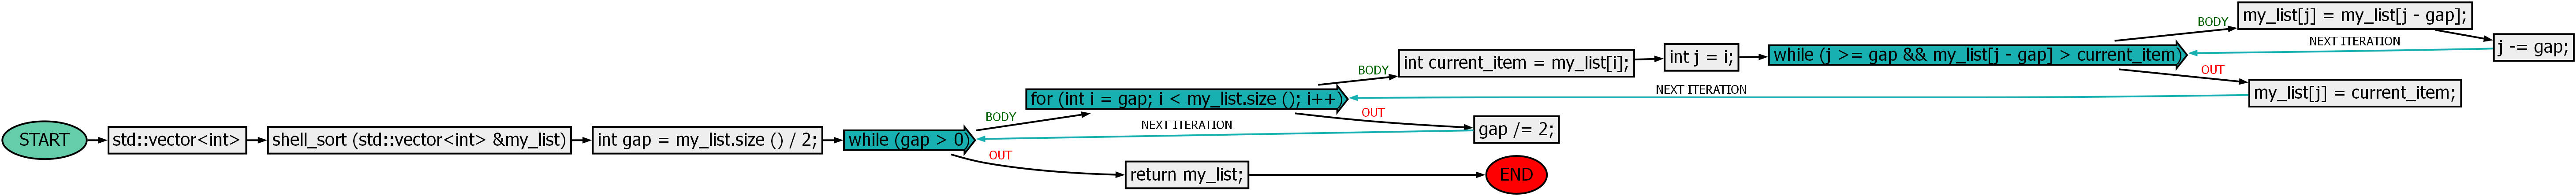 START
std::vector<int>
shell_sort (std::vector<int> &my_list)
int gap = my_list.size () / 2;
while (gap > 0)
BODY
for (int i = gap; i < my_list.size (); i++)
BODY
int current_item = my_list[i];
int j = i;
while (j >= gap && my_list[j - gap] > current_item)
BODY
my_list[j] = my_list[j - gap];
j -= gap;
NEXT ITERATION
OUT
my_list[j] = current_item;
NEXT ITERATION
OUT
gap /= 2;
NEXT ITERATION
OUT
return my_list;
END